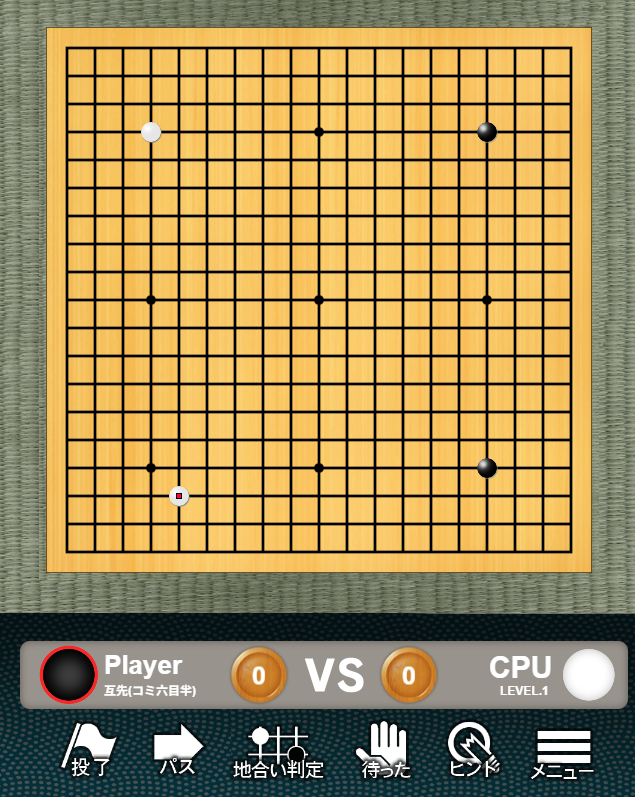 Player
互先(コミ六目半)
0
VS
0
CPU
LEVEL.1
投了
パス
地合い判定
待った
ヒント
メニュー